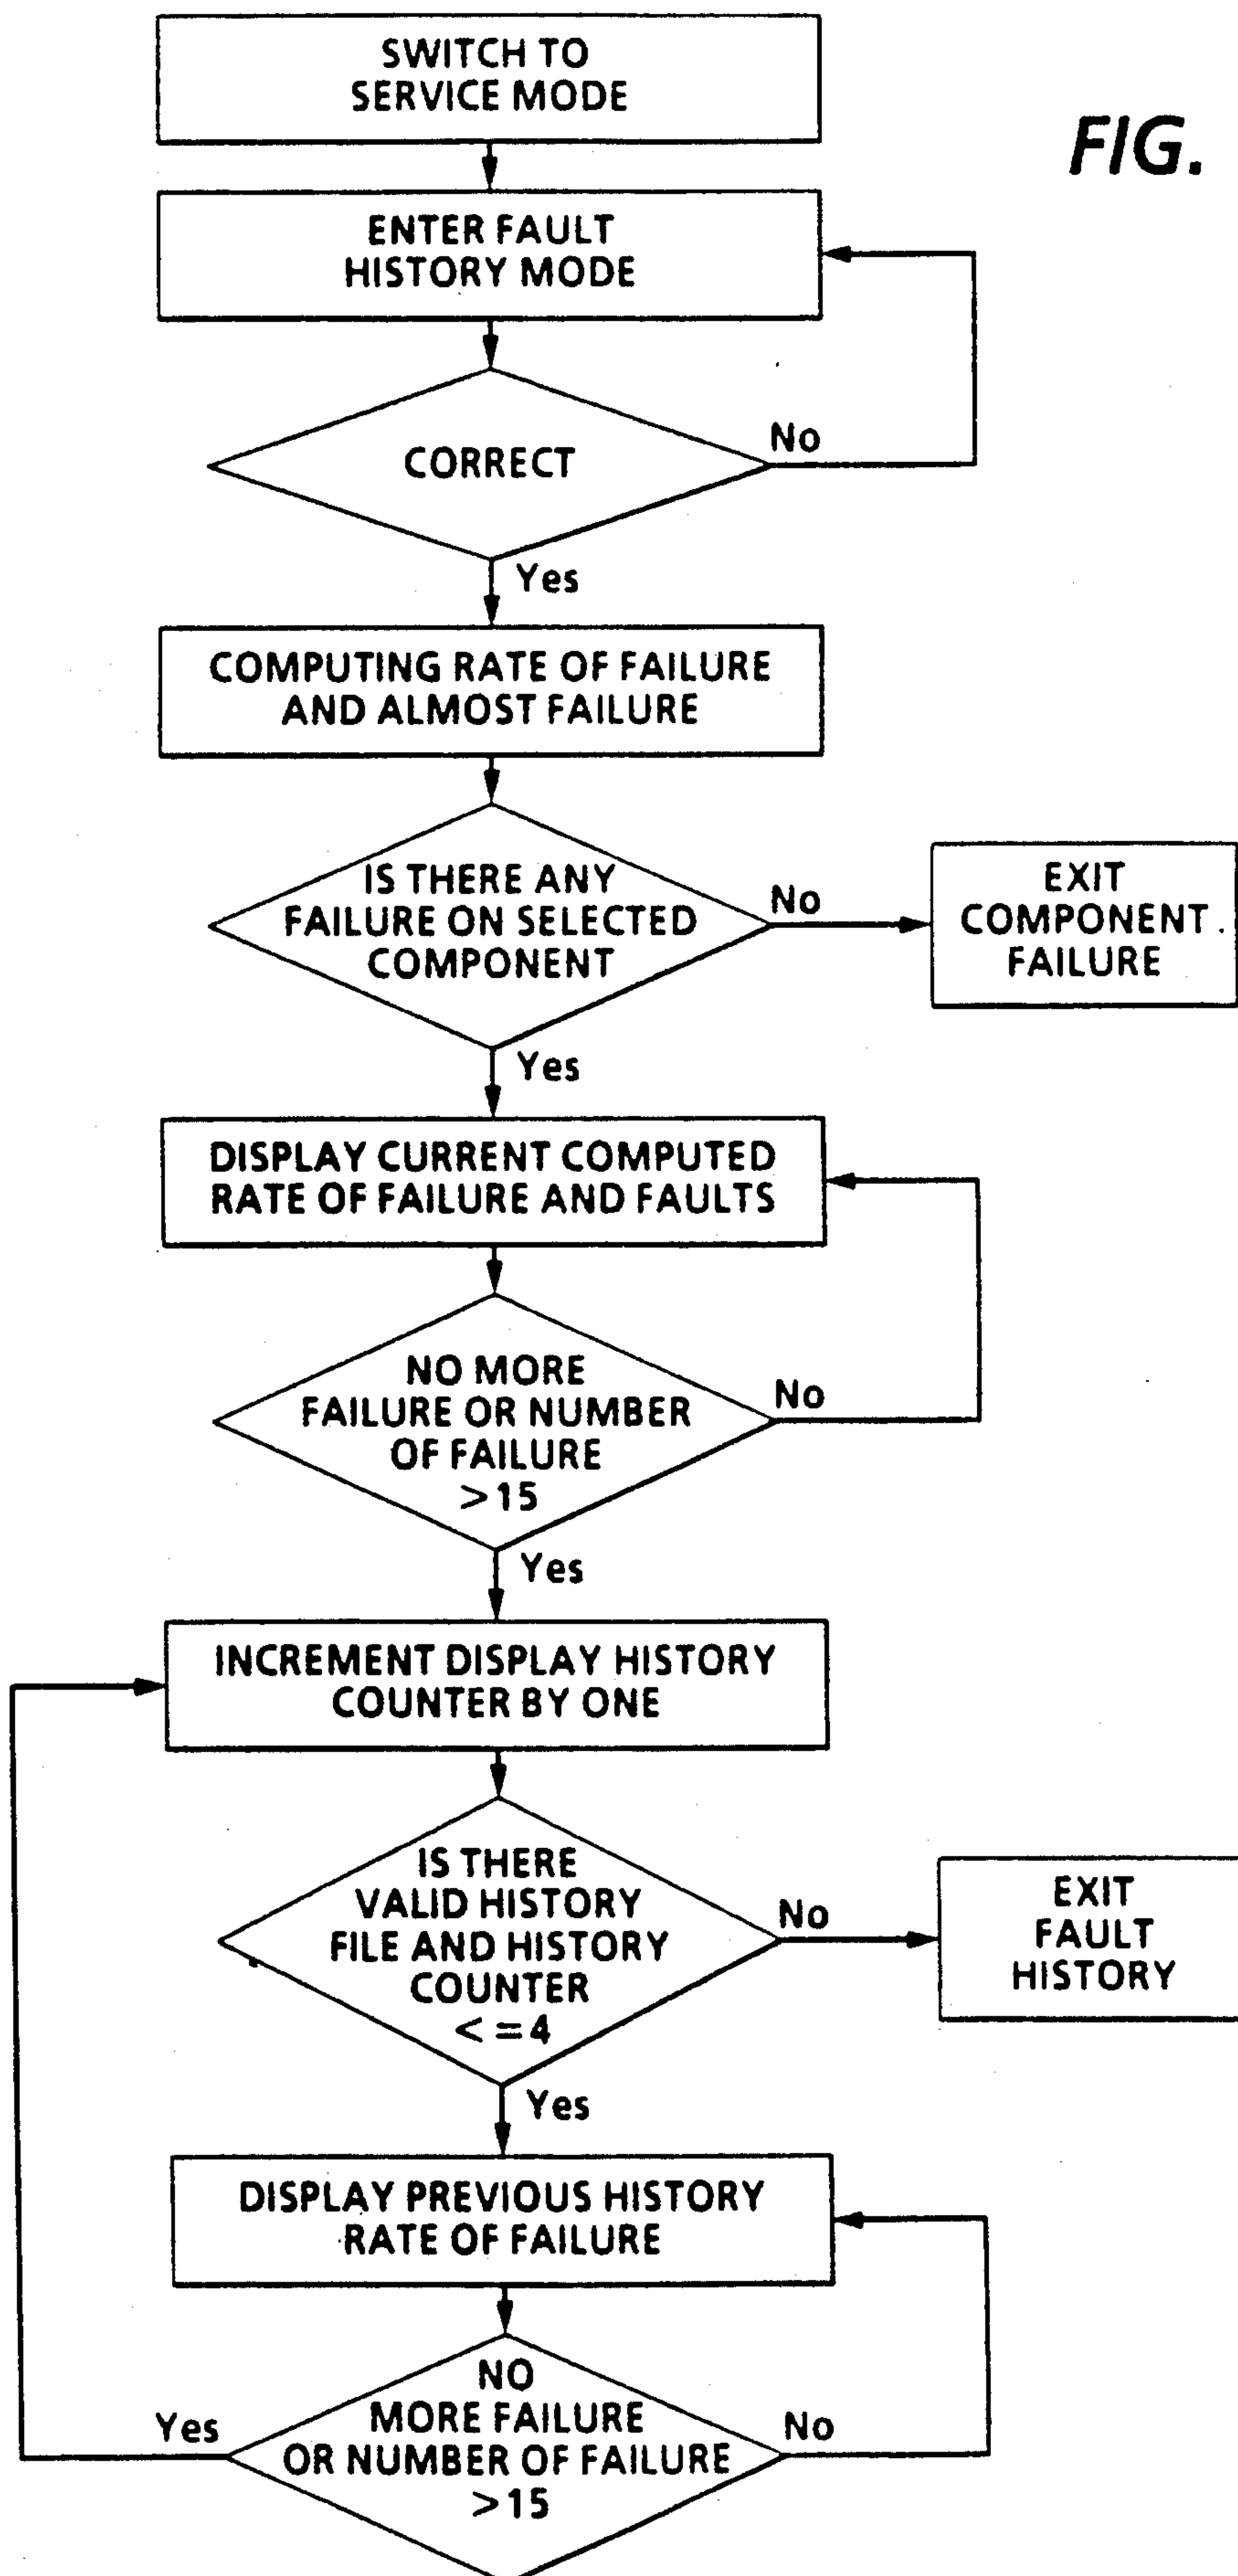 SWITCH TO
SERVICE MODE
FIG.
ENTER FAULT
HISTORY MODE
CORRECT
No
Yes
COMPUTING RATE OF FAILURE
AND ALMOST FAILURE
IS THERE ANY
FAILURE ON SELECTED
COMPONENT
No
EXIT
COMPONENT
FAILURE
Yes
DISPLAY CURRENT COMPUTED
RATE OF FAILURE AND FAULTS
NO MORE
FAILURE OR NUMBER
OF FAILURE
>15
No
Yes
INCREMENT DISPLAY HISTORY
COUNTER BY ONE
IS THERE
VALID HISTORY
FILE AND HISTORY
COUNTER
< =4
No
EXIT
FAULT
HISTORY
Yes
DISPLAY PREVIOUS HISTORY
RATE OF FAILURE
NO
MORE FAILURE
OR NUMBER OF FAILURE
>15
Yes
No